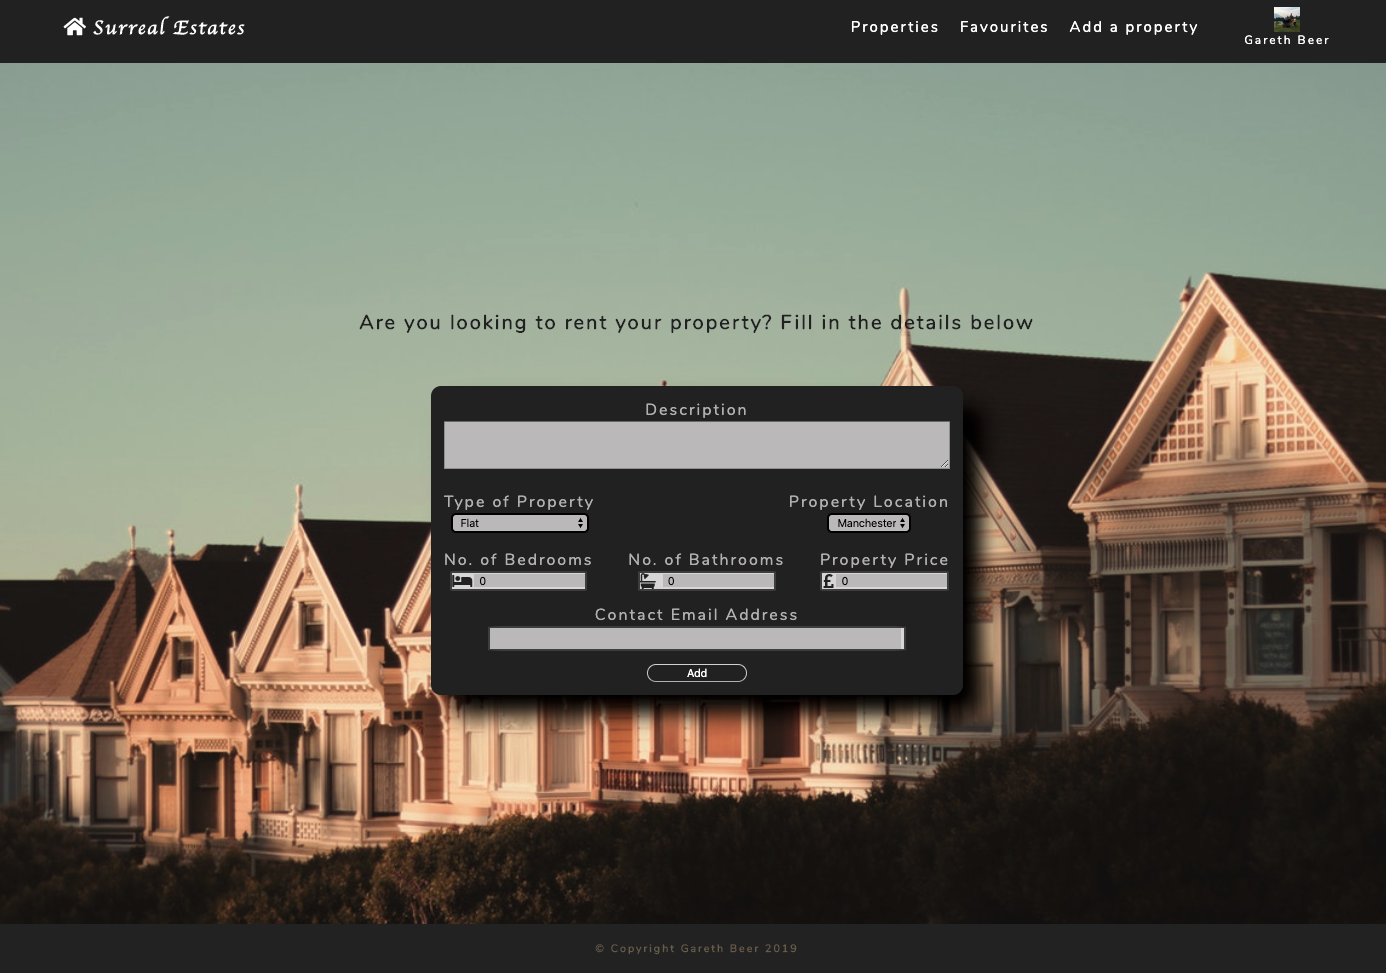 Surreal Estates
Properties Favourites Add a property
Gareth Beer
Are you looking to rent your property? Fill in the details below
Description
Type of Property Property Location
Flat Manchester
No. of Bedrooms No. of Bathrooms Property Price
0 0 £ 0
Contact Email Address
Add
© Copyright Gareth Beer 2019